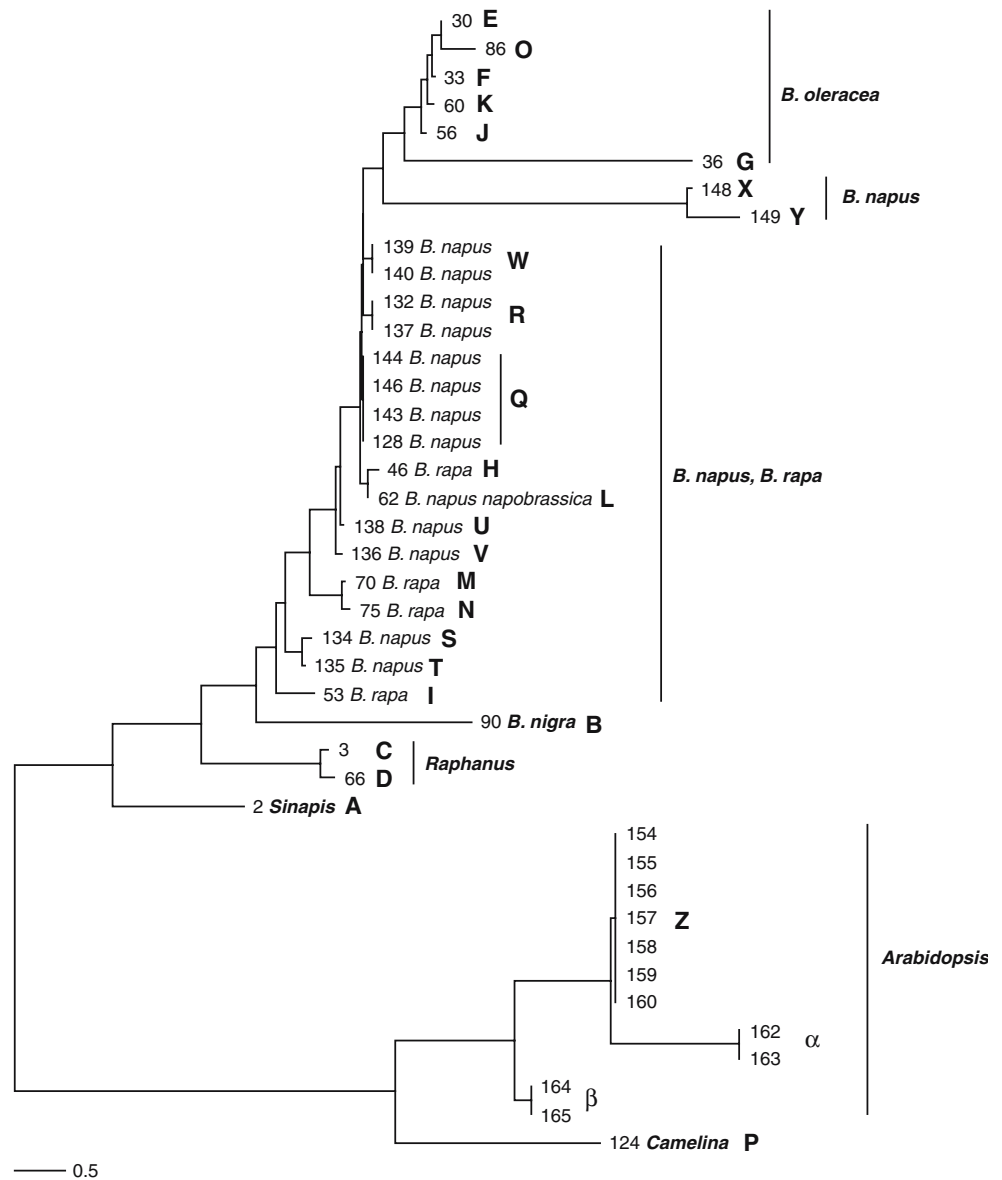 30 E
86 O
33 F
60 K
56 J
B. oleracea
36 G
148 X
149 Y
B. napus
139 B. napus
140 B. napus
W
132 B. napus
137 B. napus
R
144 B. napus
146 B. napus
143 B. napus
128 B. napus
Q
46 B. rapa H
62 B. napus napobrassica L
138 B. napus U
136 B. napus V
70 B. rapa M
75 B. rapa N
134 B. napus S
135 B. napus T
53 B. rapa I
B. napus, B. rapa
90 B. nigra B
3 C
66 D
Raphanus
2 Sinapis A
154
155
156
157 Z
158
159
160
162
163
α
164
165
β
Arabidopsis
124 Camelina P
0.5